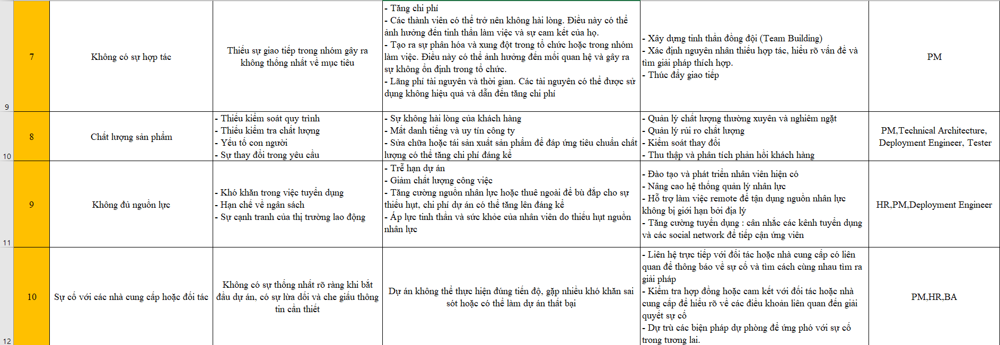 7
Không có sự hợp tác
Thiếu sự giao tiếp trong nhóm gây ra
không thống nhất về mục tiêu
- Tăng chi phí
- Các thành viên có thể trở nên không hài lòng. Điều này có thể
ảnh hưởng đến tinh thần làm việc và sự cam kết của họ.
- Tạo ra sự phân hóa và xung đột trong tổ chức hoặc trong nhóm
làm việc. Điều này có thể ảnh hưởng đến mối quan hệ và gây ra
sự không ổn định trong tổ chức.
- Lãng phí tài nguyên và thời gian. Các tài nguyên có thể được sử
dụng không hiệu quả và dẫn đến tăng chi phí
- Xây dựng tinh thần đồng đội (Team Building)
- Xác định nguyên nhân thiếu hợp tác, hiểu rõ vấn đề và
tìm giải pháp thích hợp.
- Thúc đẩy giao tiếp
PM
9
8
Chất lượng sản phẩm
- Thiếu kiểm soát quy trình
- Thiếu kiểm tra chất lượng
- Yếu tố con người
- Sự thay đổi trong yêu cầu
- Sự không hài lòng của khách hàng
- Mất danh tiếng và uy tín công ty
- Sửa chữa hoặc tái sản xuất sản phẩm để đáp ứng tiêu chuẩn chất
lượng có thể tăng chi phí đáng kể
- Quản lý chất lượng thường xuyên và nghiêm ngặt
- Quản lý rủi ro chất lượng
- Kiểm soát thay đổi
- Thu thập và phân tích phản hồi khách hàng
PM,Technical Architecture,
Deployment Engineer, Tester
10
9
Không đủ nguồn lực
- Khó khăn trong việc tuyển dụng
- Hạn chế về ngân sách
- Sự cạnh tranh của thị trường lao động
- Trễ hạn dự án
- Giảm chất lượng công việc
- Tăng cường nguồn nhân lực hoặc thuê ngoài để bù đắp cho sự
thiếu hụt, chi phí dự án có thể tăng lên đáng kể
- Áp lực tinh thần và sức khỏe của nhân viên do thiếu hụt nguồn
nhân lực
- Đào tạo và phát triển nhân viên hiện có
- Nâng cao hệ thống quản lý nhân lực
- Hỗ trợ làm việc remote để tận dụng nguồn nhân lực
không bị giới hạn bởi địa lý
- Tăng cường tuyển dụng : cân nhắc các kênh tuyển dụng
và các social network để tiếp cận ứng viên
HR,PM,Deployment Engineer
11
10
Sự cố với các nhà cung cấp hoặc đối tác
Không có sự thống nhất rõ ràng khi bắt
đầu dự án, có sự lừa dối và che giấu thông
tin cần thiết
Dự án không thể thực hiện đúng tiến độ, gặp nhiều khó khăn sai
sót hoặc có thể làm dự án thất bại
- Liên hệ trực tiếp với đối tác hoặc nhà cung cấp có liên
quan để thông báo về sự cố và tìm cách cùng nhau tìm ra
giải pháp
- Kiểm tra hợp đồng hoặc cam kết với đối tác hoặc nhà
cung cấp để hiểu rõ về các điều khoản liên quan đến giải
quyết sự cố
- Dự trù các biện pháp dự phòng để ứng phó với sự cố
trong tương lai.
PM,HR,BA
12